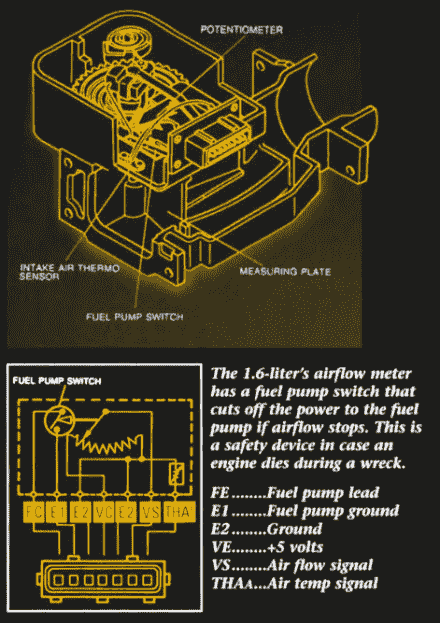 POTENTIOMETER
INTAKE AIR THERMO
SENSOR
MEASURING PLATE
FUEL PUMP SWITCH
FUEL PUMP SWITCH
FC E1 E2 VC E2 VS THA
The 1.6-liter's airflow meter
has a fuel pump switch that
cuts off the power to the fuel
pump if airflow stops. This is
a safety device in case an
engine dies during a wreck.
FE........Fuel pump lead
E1........Fuel pump ground
E2........Ground
VE........+5 volts
VS........Air flow signal
THAA...Air temp signal